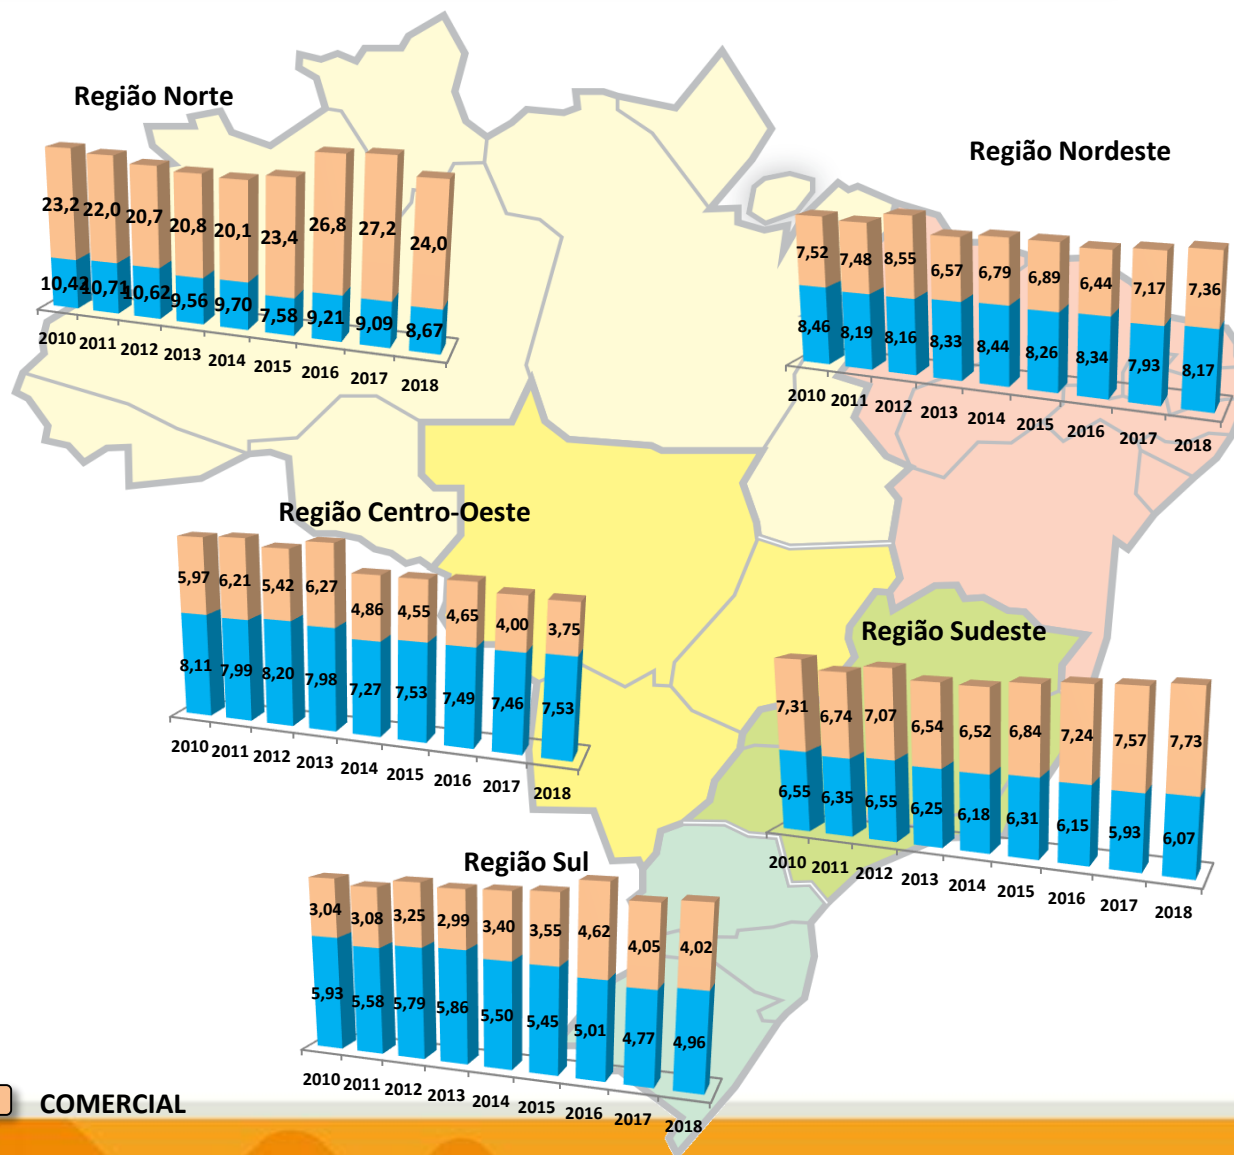 Região Norte
23,2 22,0 20,7 20,8 20,1 23,4 26,8 27,2 24,0
10,42 10,71 10,62 9,56 9,70 7,58 9,21 9,09 8,67
2010 2011 2012 2013 2014 2015 2016 2017 2018
Região Nordeste
7,52 7,48 8,55 6,57 6,79 6,89 6,44 7,17 7,36
8,46 8,19 8,16 8,33 8,44 8,26 8,34 7,93 8,17
2010 2011 2012 2013 2014 2015 2016 2017 2018
Região Centro-Oeste
5,97 6,21 5,42 6,27 4,86 4,55 4,65 4,00 3,75
8,11 7,99 8,20 7,98 7,27 7,53 7,49 7,46 7,53
2010 2011 2012 2013 2014 2015 2016 2017 2018
Região Sudeste
7,31 6,74 7,07 6,54 6,52 6,84 7,24 7,57 7,73
6,55 6,35 6,55 6,25 6,18 6,31 6,15 5,93 6,07
2010 2011 2012 2013 2014 2015 2016 2017 2018
Região Sul
3,04 3,08 3,25 2,99 3,40 3,55 4,62 4,05 4,02
5,93 5,58 5,79 5,86 5,50 5,45 5,01 4,77 4,96
2010 2011 2012 2013 2014 2015 2016 2017 2018
COMERCIAL